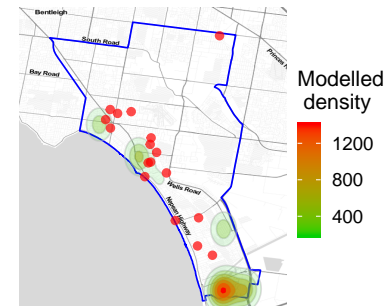 Bentleigh
South Road
Princes H
Bay Road
Wells Road
Nepean Highway
Modelled
density
1200
800
400